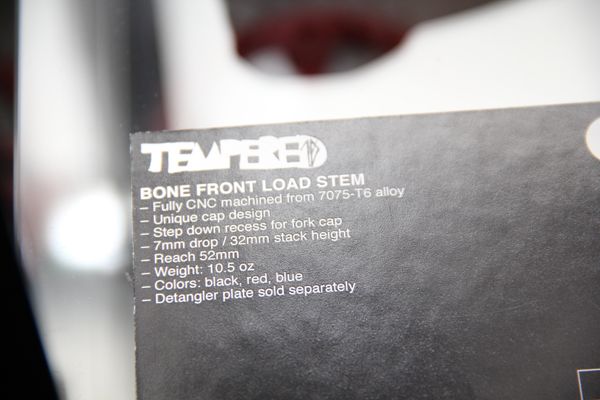 TEMPERED
BONE FRONT LOAD STEM
– Fully CNC machined from 7075-T6 alloy
– Unique cap design
– Step down recess for fork cap
– 7mm drop / 32mm stack height
– Reach 52mm
– Weight: 10.5 oz
– Colors: black, red, blue
– Detangler plate sold separately